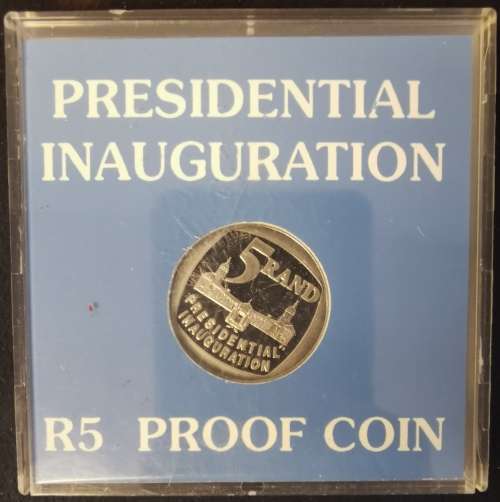 PRESIDENTIAL
INAUGURATION
5 RAND
PRESIDENTIAL
INAUGURATION
R5 PROOF COIN